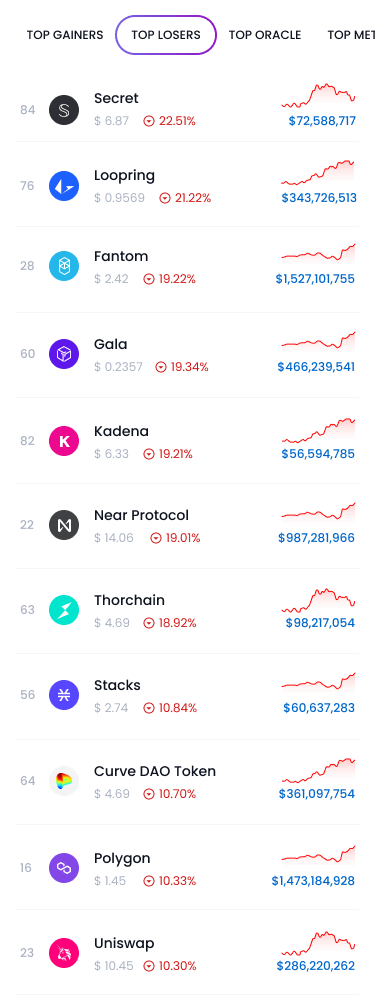 TOP GAINERS TOP LOSERS TOP ORACLE TOP MET
84 Secret
$ 6.87 22.51% $72,588,717
76 Loopring
$ 0.9569 21.22% $343,726,513
28 Fantom
$ 2.42 19.22% $1,527,101,755
60 Gala
$ 0.2357 19.34% $466,239,541
82 Kadena
$ 6.33 19.21% $56,594,785
22 Near Protocol
$ 14.06 19.01% $987,281,966
63 Thorchain
$ 4.69 18.92% $98,217,054
56 Stacks
$ 2.74 10.84% $60,637,283
64 Curve DAO Token
$ 4.69 10.70% $361,097,754
16 Polygon
$ 1.45 10.33% $1,473,184,928
23 Uniswap
$ 10.45 10.30% $286,220,262